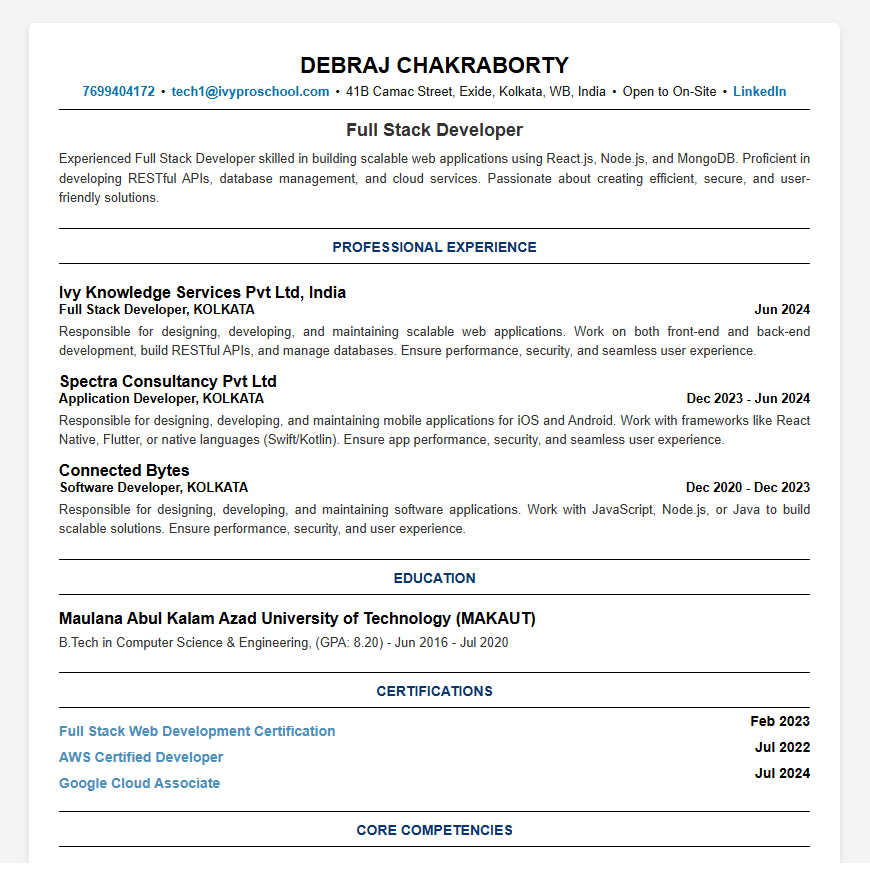 DEBRAJ CHAKRABORTY
7699404172 • tech1@ivyproschool.com • 41B Camac Street, Exide, Kolkata, WB, India • Open to On-Site • LinkedIn
Full Stack Developer
Experienced Full Stack Developer skilled in building scalable web applications using React.js, Node.js, and MongoDB. Proficient in
developing RESTful APIs, database management, and cloud services. Passionate about creating efficient, secure, and user-
friendly solutions.
PROFESSIONAL EXPERIENCE
Ivy Knowledge Services Pvt Ltd, India
Full Stack Developer, KOLKATA Jun 2024
Responsible for designing, developing, and maintaining scalable web applications. Work on both front-end and back-end
development, build RESTful APIs, and manage databases. Ensure performance, security, and seamless user experience.
Spectra Consultancy Pvt Ltd
Application Developer, KOLKATA Dec 2023 - Jun 2024
Responsible for designing, developing, and maintaining mobile applications for iOS and Android. Work with frameworks like React
Native, Flutter, or native languages (Swift/Kotlin). Ensure app performance, security, and seamless user experience.
Connected Bytes
Software Developer, KOLKATA Dec 2020 - Dec 2023
Responsible for designing, developing, and maintaining software applications. Work with JavaScript, Node.js, or Java to build
scalable solutions. Ensure performance, security, and user experience.
EDUCATION
Maulana Abul Kalam Azad University of Technology (MAKAUT)
B.Tech in Computer Science & Engineering, (GPA: 8.20) - Jun 2016 - Jul 2020
CERTIFICATIONS
Full Stack Web Development Certification Feb 2023
AWS Certified Developer Jul 2022
Google Cloud Associate Jul 2024
CORE COMPETENCIES